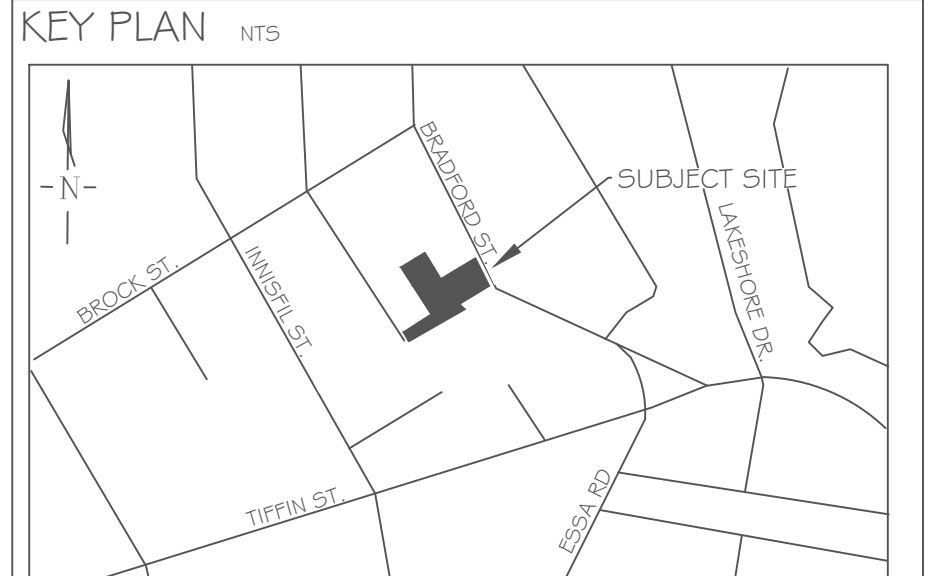 KEY PLAN NTS
-N-
BRADFORD ST.
SUBJECT SITE
LAKESHORE DR.
BROCK ST.
INNISFIL ST.
TIFFIN ST.
ESSA RD